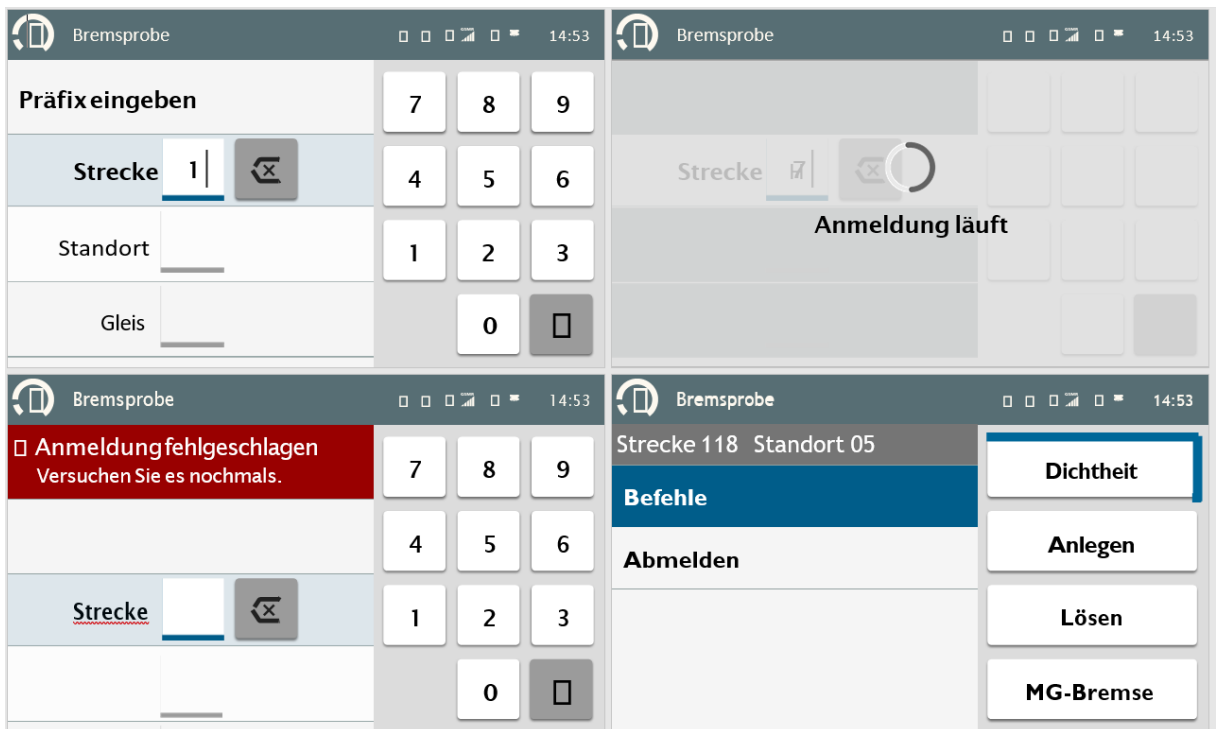 Bremsprobe 14:53
Präfix eingeben
Strecke 1
Standort
Gleis
7 8 9
4 5 6
1 2 3
0
Bremsprobe 14:53
Strecke
Anmeldung läuft
Bremsprobe 14:53
Anmeldung fehlgeschlagen
Versuchen Sie es nochmals.
Strecke
7 8 9
4 5 6
1 2 3
0
Bremsprobe 14:53
Strecke 118 Standort 05
Befehle
Abmelden
Dichtheit
Anlegen
Lösen
MG-Bremse